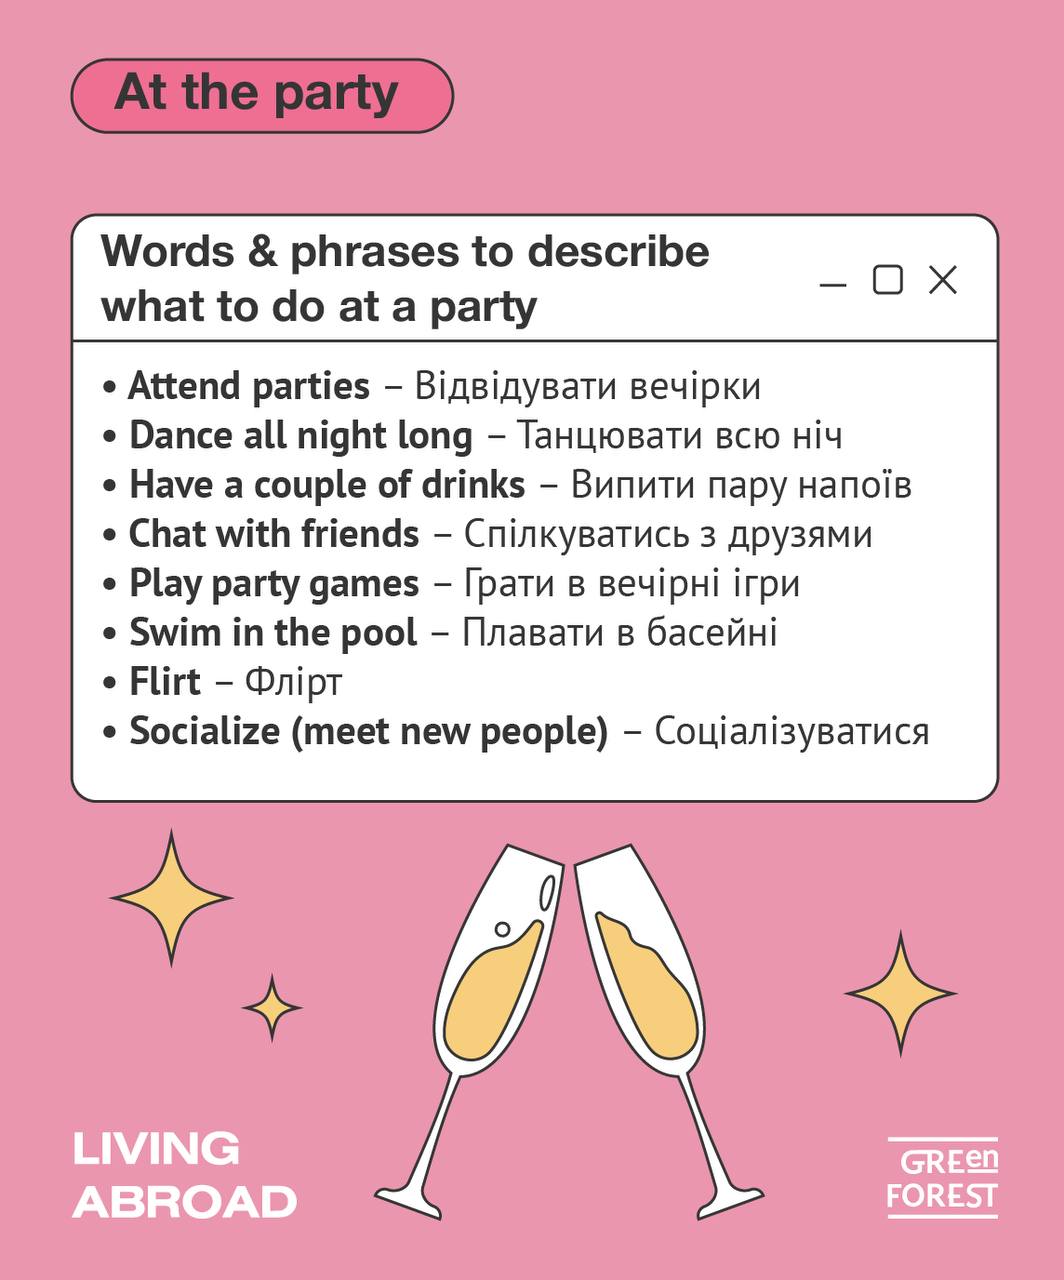 At the party
Words & phrases to describe
what to do at a party
• Attend parties – Відвідувати вечірки
• Dance all night long – Танцювати всю ніч
• Have a couple of drinks – Випити пару напоїв
• Chat with friends – Спілкуватись з друзями
• Play party games – Грати в вечірні ігри
• Swim in the pool – Плавати в басейні
• Flirt – Флірт
• Socialize (meet new people) – Соціалізуватися
LIVING
ABROAD
GREen
FOREST